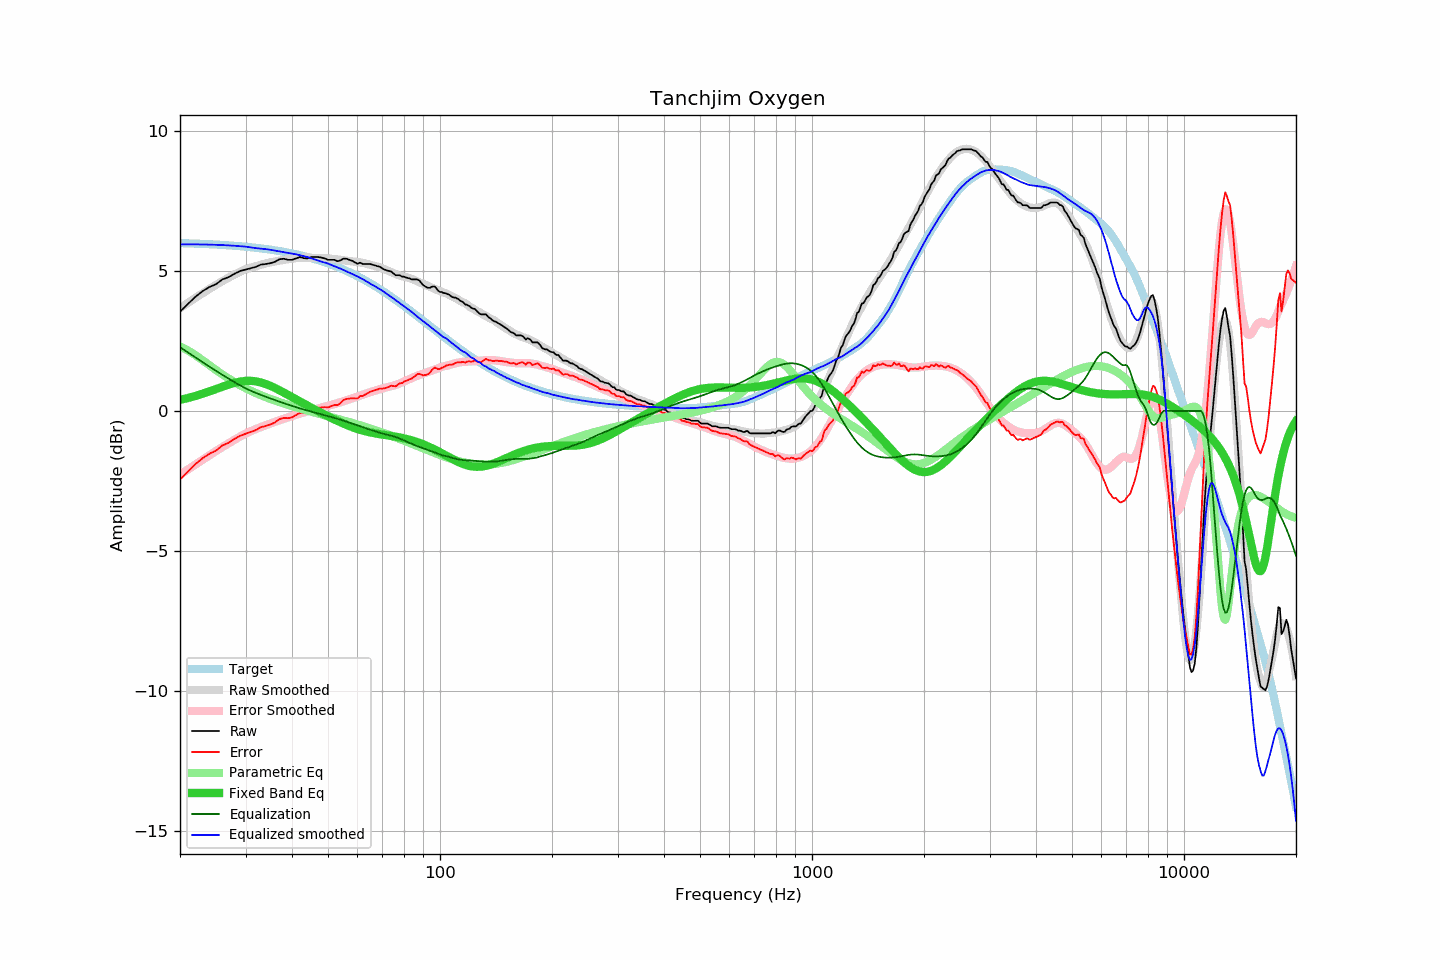 Tanchjim Oxygen
Amplitude (dBr)
10
5
0
−5
−10
−15
Target
Raw Smoothed
Error Smoothed
Raw
Error
Parametric Eq
Fixed Band Eq
Equalization
Equalized smoothed
100
1000
10000
Frequency (Hz)